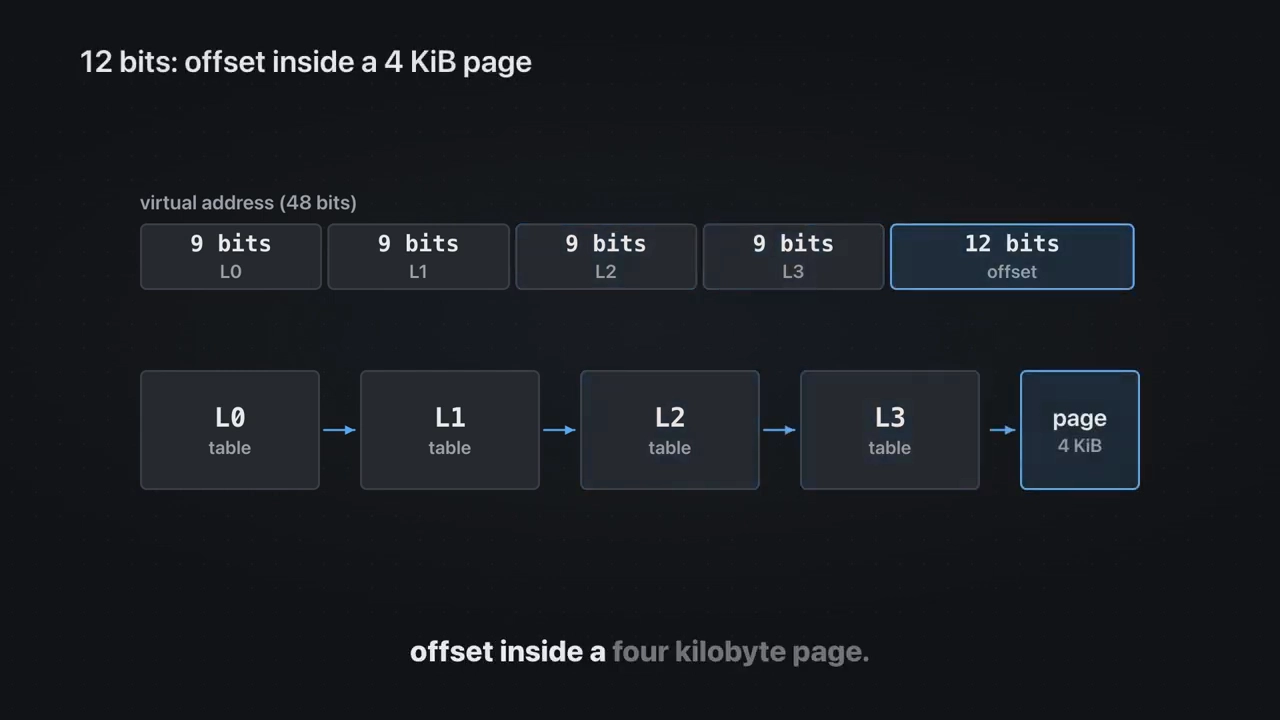 12 bits: offset inside a 4 KiB page
virtual address (48 bits)
9 bits
L0
9 bits
L1
9 bits
L2
9 bits
L3
12 bits
offset
L0
table
L1
table
L2
table
L3
table
page
4 KiB
offset inside a four kilobyte page.